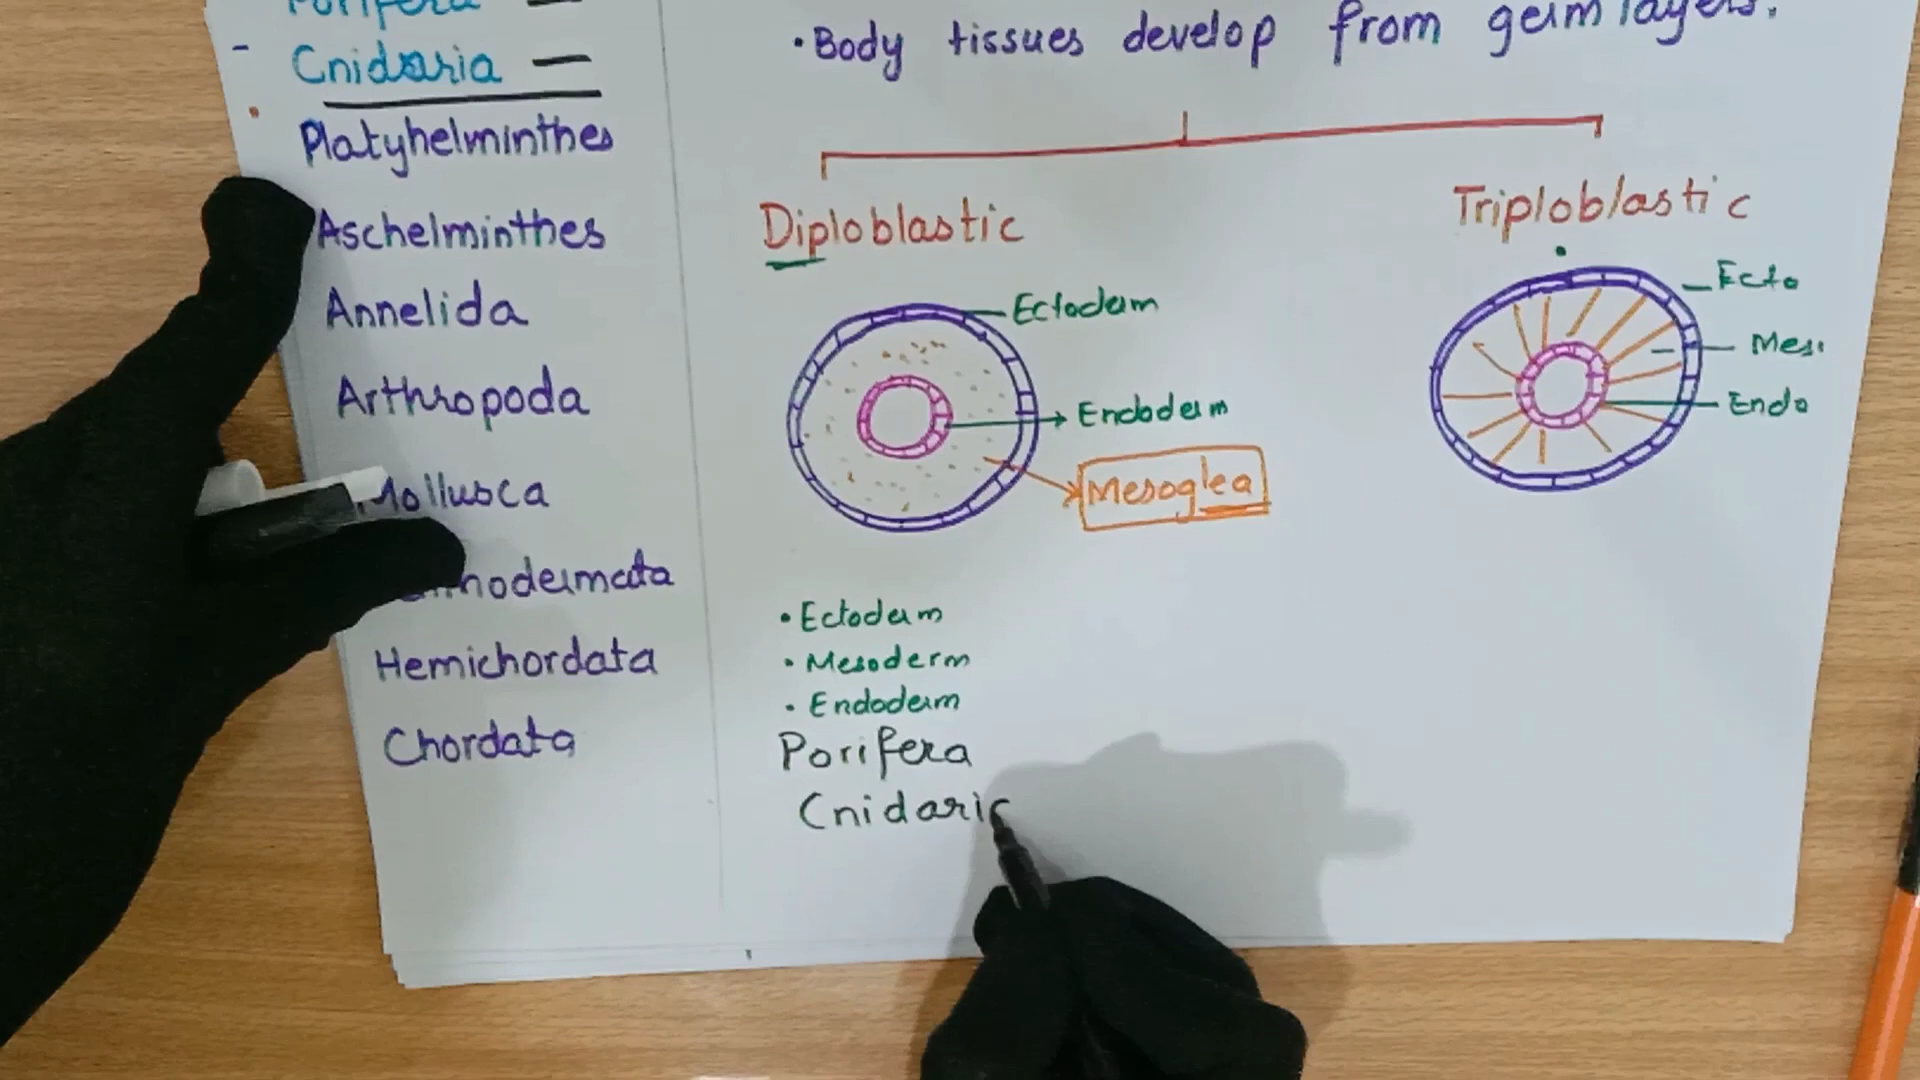 Porifera
Cnidaria
Platyhelminthes
Aschelminthes
Annelida
Arthropoda
Mollusca
Hemichordata
Chordata
• Body tissues develop from germ layers.
Diploblastic
Ectoderm
Endoderm
Mesoglea
Triploblastic
Ecto
Meso
Endo
• Ectoderm
• Mesoderm
• Endoderm
Porifera
Cnidaria